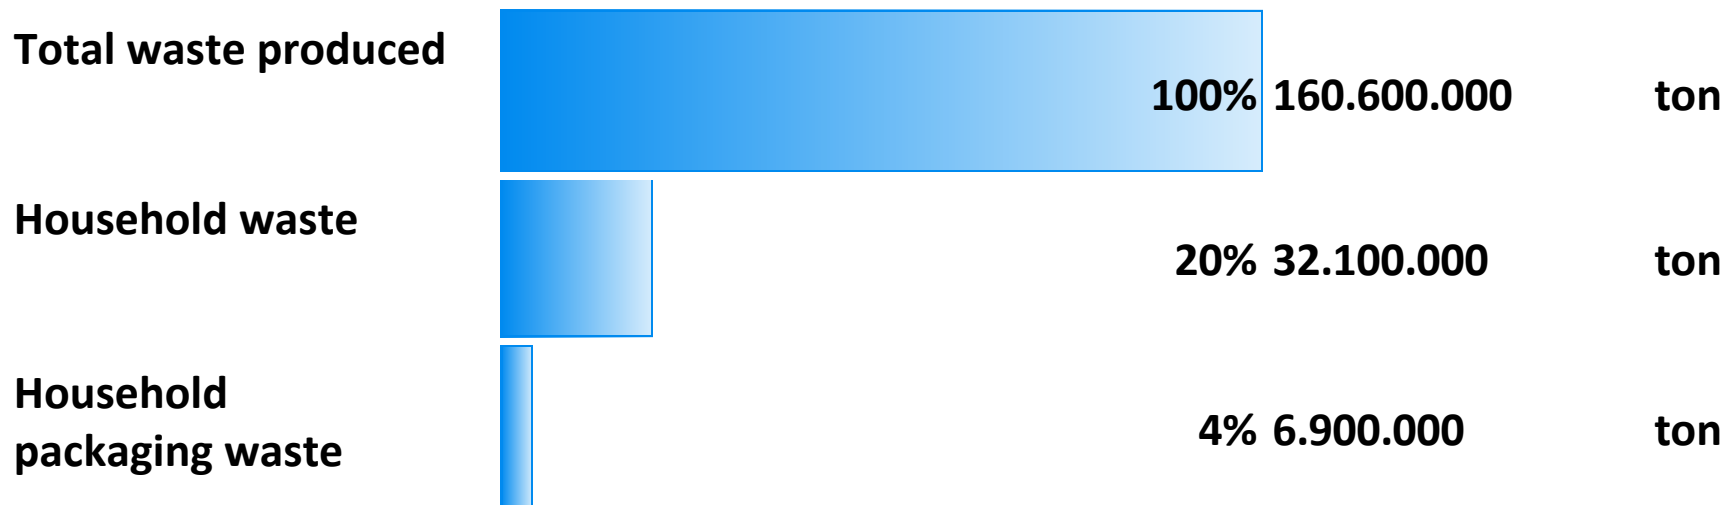 Total waste produced
100% 160.600.000 ton
Household waste
20% 32.100.000 ton
Household
packaging waste
4% 6.900.000 ton